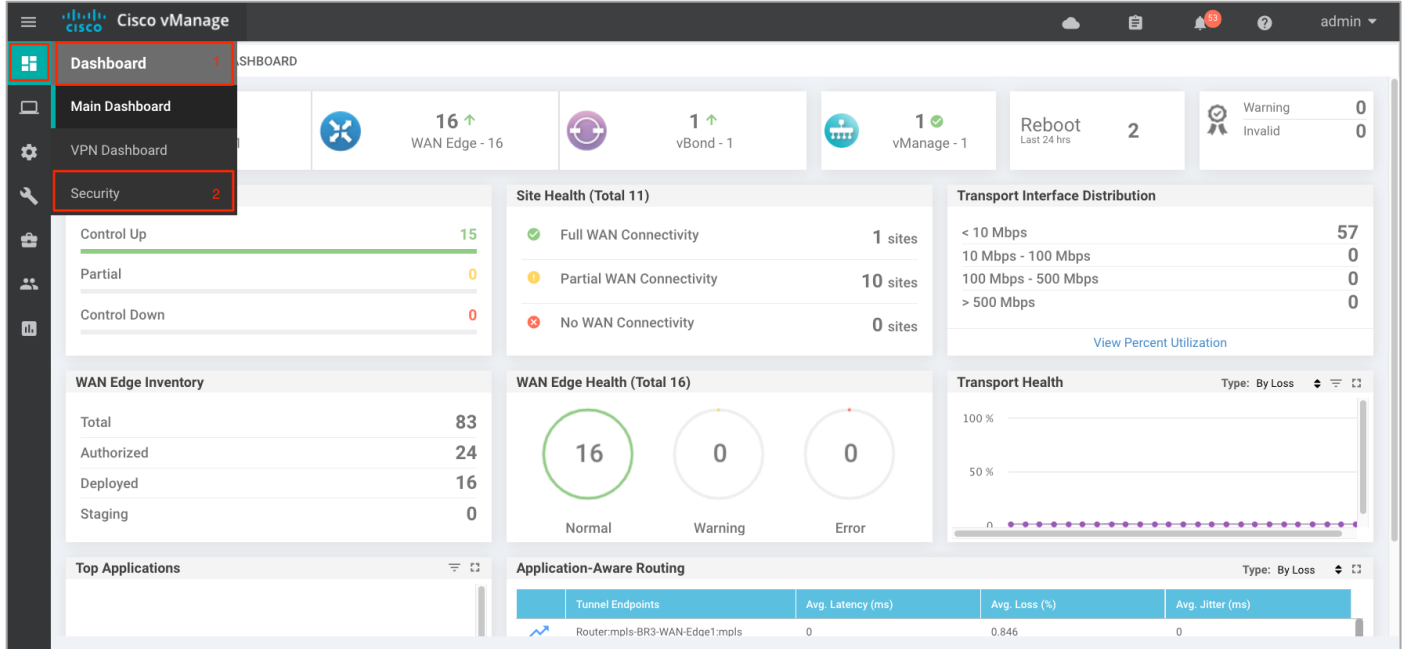 cisco Cisco vManage 53 admin
Dashboard 1 SHBOARD
Main Dashboard
VPN Dashboard
Security 2
16 WAN Edge - 16
1 vBond - 1
1 vManage - 1
Reboot 2
Last 24 hrs
Warning 0
Invalid 0
Control Up 15
Partial 0
Control Down 0
Site Health (Total 11)
Full WAN Connectivity 1 sites
Partial WAN Connectivity 10 sites
No WAN Connectivity 0 sites
Transport Interface Distribution
< 10 Mbps 57
10 Mbps - 100 Mbps 0
100 Mbps - 500 Mbps 0
> 500 Mbps 0
View Percent Utilization
WAN Edge Inventory
Total 83
Authorized 24
Deployed 16
Staging 0
WAN Edge Health (Total 16)
16 0 0
Normal Warning Error
Transport Health Type: By Loss
100 %
50 %
0
Top Applications
Application-Aware Routing Type: By Loss
Tunnel Endpoints Avg. Latency (ms) Avg. Loss (%) Avg. Jitter (ms)
Router:mpls-BR3-WAN-Edge1:mpls 0 0.846 0